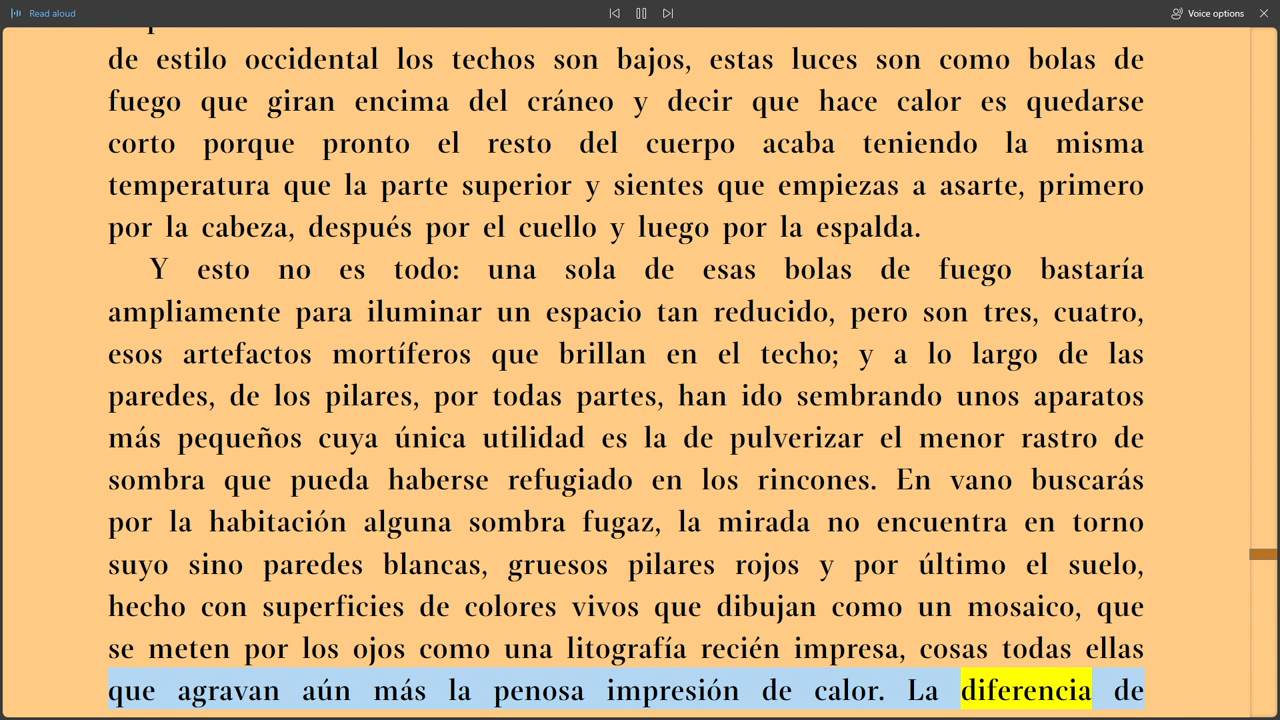 Read aloud
Voice options
de estilo occidental los techos son bajos, estas luces son como bolas de
fuego que giran encima del cráneo y decir que hace calor es quedarse
corto porque pronto el resto del cuerpo acaba teniendo la misma
temperatura que la parte superior y sientes que empiezas a asarte, primero
por la cabeza, después por el cuello y luego por la espalda.
Y esto no es todo: una sola de esas bolas de fuego bastaría
ampliamente para iluminar un espacio tan reducido, pero son tres, cuatro,
esos artefactos mortíferos que brillan en el techo; y a lo largo de las
paredes, de los pilares, por todas partes, han ido sembrando unos aparatos
más pequeños cuya única utilidad es la de pulverizar el menor rastro de
sombra que pueda haberse refugiado en los rincones. En vano buscarás
por la habitación alguna sombra fugaz, la mirada no encuentra en torno
suyo sino paredes blancas, gruesos pilares rojos y por último el suelo,
hecho con superficies de colores vivos que dibujan como un mosaico, que
se meten por los ojos como una litografía recién impresa, cosas todas ellas
que agravan aún más la penosa impresión de calor. La diferencia de